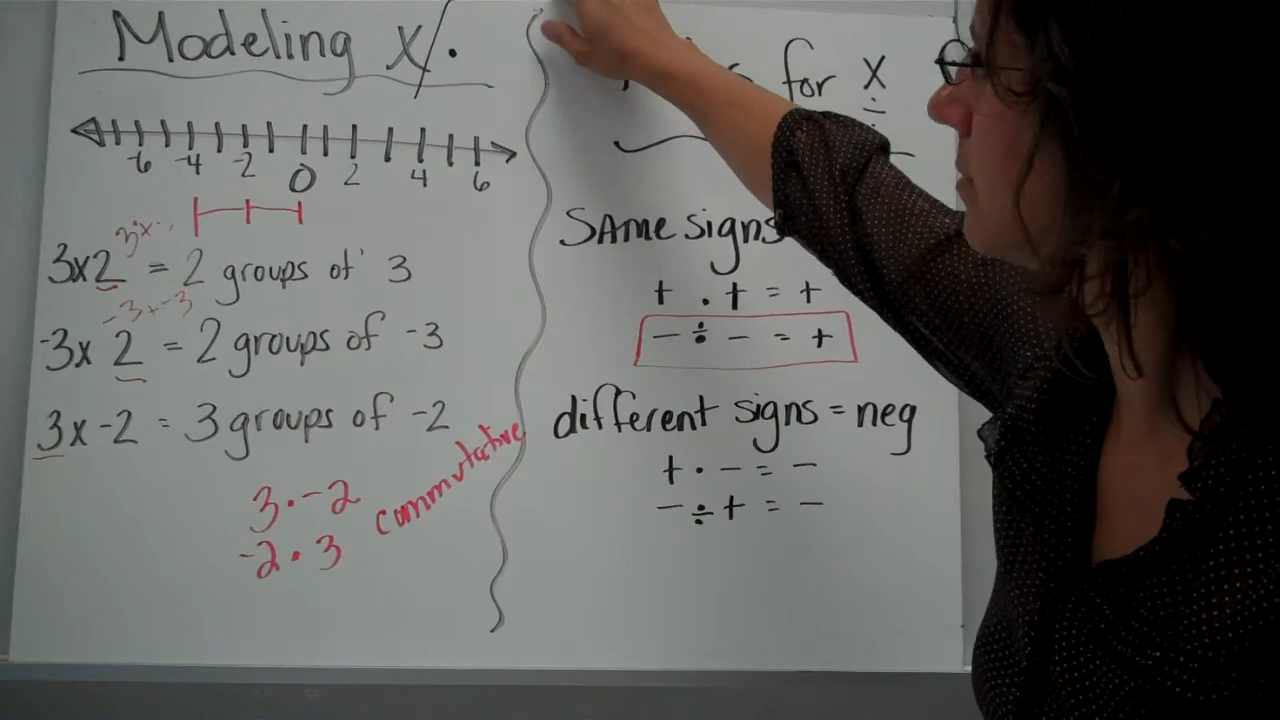 Modeling x/·
-6 -4 -2 0 2 4 6
3x2 = 2 groups of 3
-3x-3
-3x 2 = 2 groups of -3
3x-2 = 3 groups of -2
3·-2
-2·3
commutative
for x
÷
SAMe signs
+ · + = +
- ÷ - = +
different signs = neg
+ · - = -
- ÷ + = -